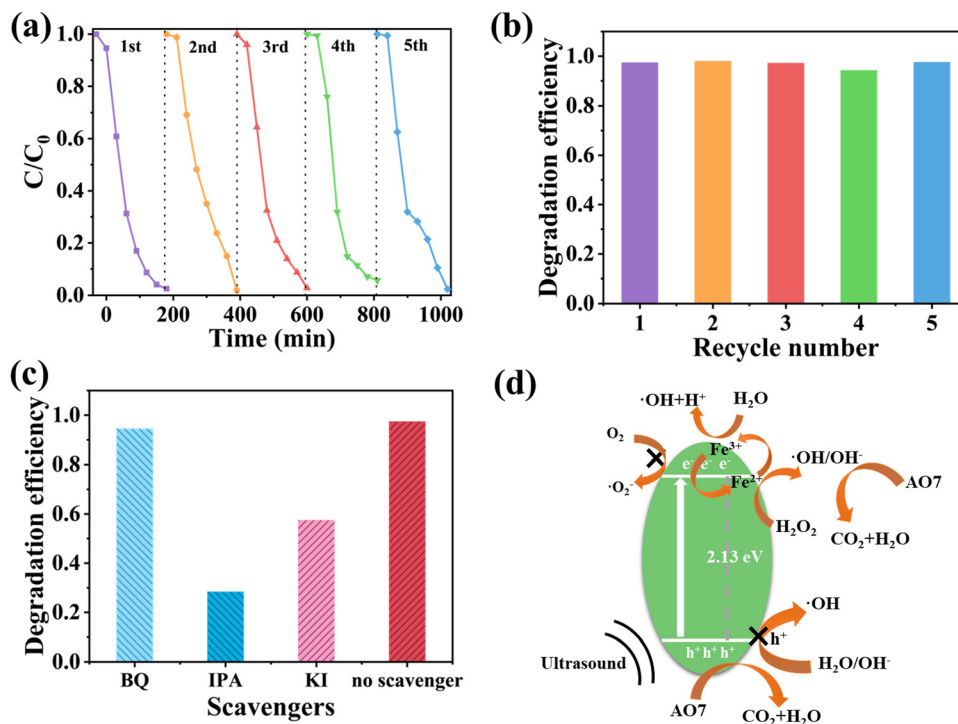 (a)
1st 2nd 3rd 4th 5th
C/C₀
1.0
0.8
0.6
0.4
0.2
0.0
0 200 400 600 800 1000
Time (min)
(b)
Degradation efficiency
1.0
0.8
0.6
0.4
0.2
0.0
1 2 3 4 5
Recycle number
(c)
Degradation efficiency
1.0
0.8
0.6
0.4
0.2
0.0
BQ IPA KI no scavenger
Scavengers
(d)
·OH+H⁺ H₂O
O₂
Fe³⁺
e⁻ e⁻ e⁻
·O₂⁻
Fe²⁺
·OH/OH⁻
AO7
H₂O₂
CO₂+H₂O
2.13 eV
·OH
h⁺
h⁺ h⁺ h⁺
Ultrasound
H₂O/OH⁻
AO7
CO₂+H₂O